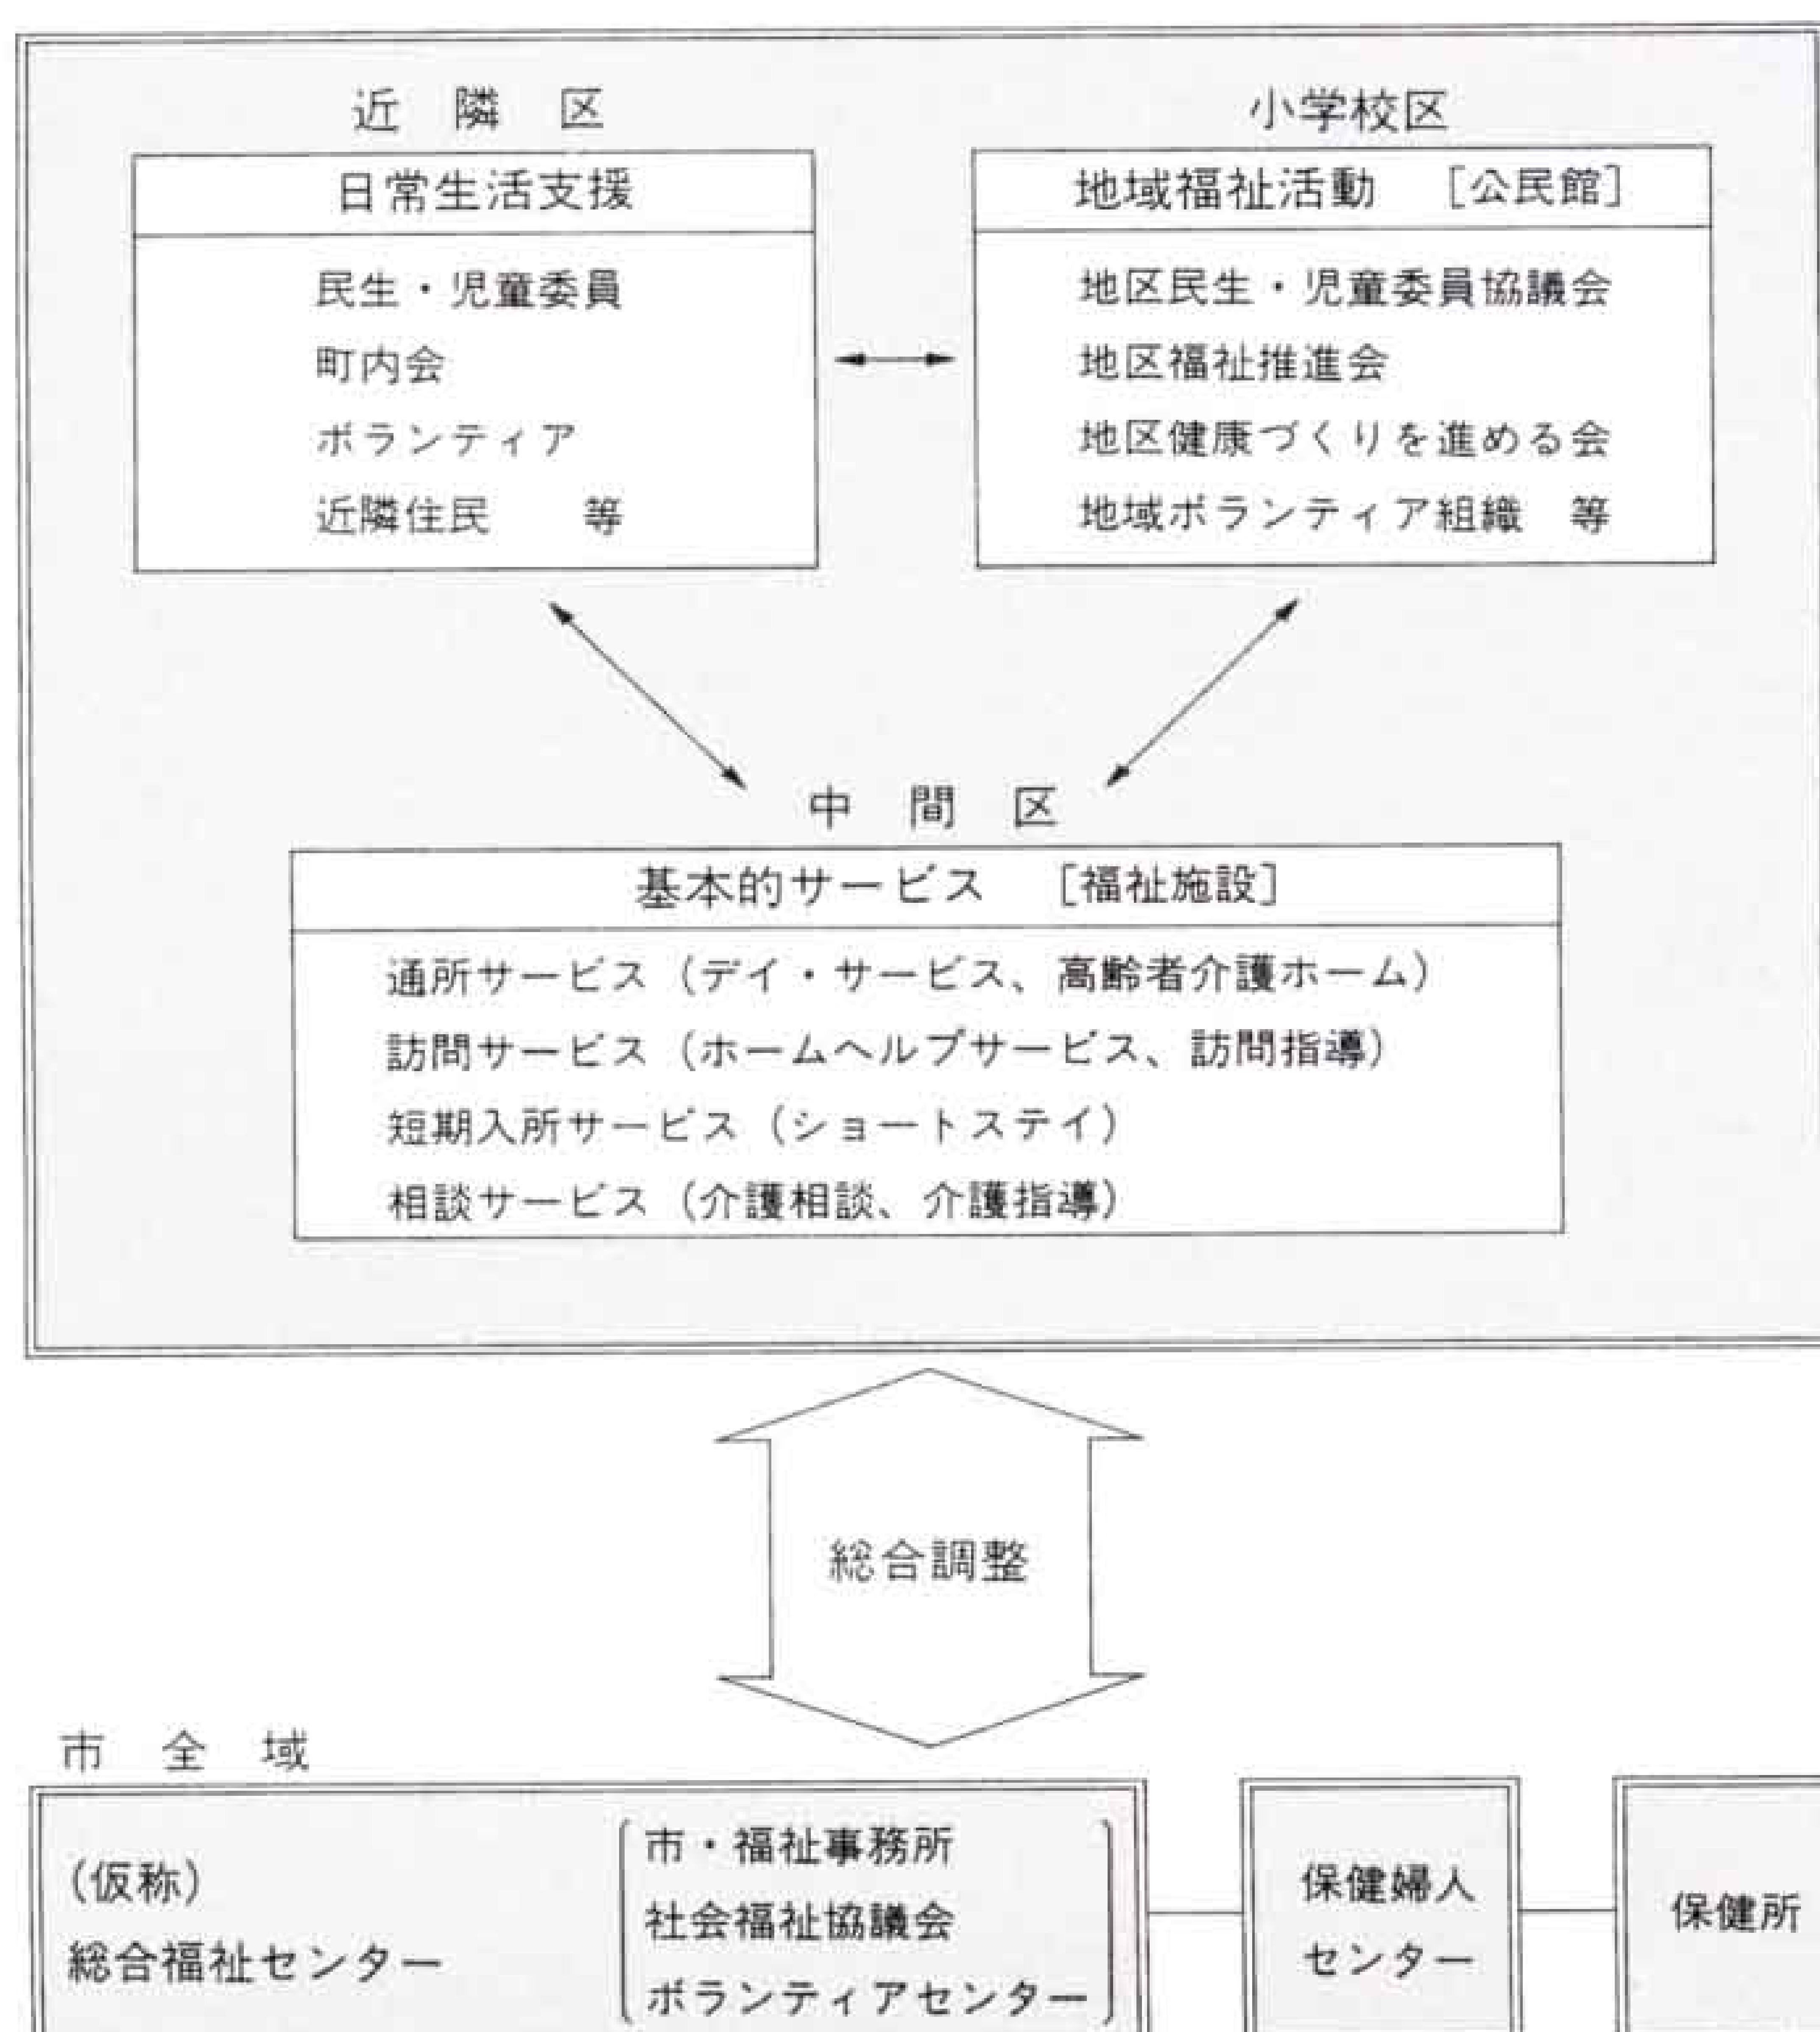 近隣区
日常生活支援
民生・児童委員
町内会
ボランティア
近隣住民　等
小学校区
地域福祉活動　［公民館］
地区民生・児童委員協議会
地区福祉推進会
地区健康づくりを進める会
地域ボランティア組織　等
中間区
基本的サービス　［福祉施設］
通所サービス（デイ・サービス、高齢者介護ホーム）
訪問サービス（ホームヘルプサービス、訪問指導）
短期入所サービス（ショートステイ）
相談サービス（介護相談、介護指導）
総合調整
市全域
（仮称）
総合福祉センター
市・福祉事務所
社会福祉協議会
ボランティアセンター
保健婦人
センター
保健所